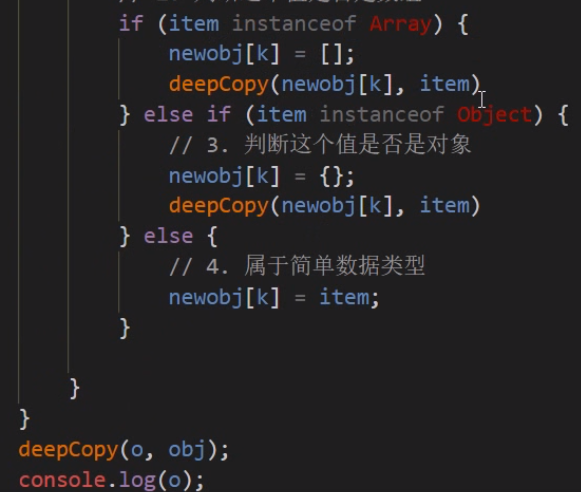 if (item instanceof Array) {
newobj[k] = [];
deepCopy(newobj[k], item)
} else if (item instanceof Object) {
// 3. 判断这个值是否是对象
newobj[k] = {};
deepCopy(newobj[k], item)
} else {
// 4. 属于简单数据类型
newobj[k] = item;
}
}
}
deepCopy(o, obj);
console.log(o);